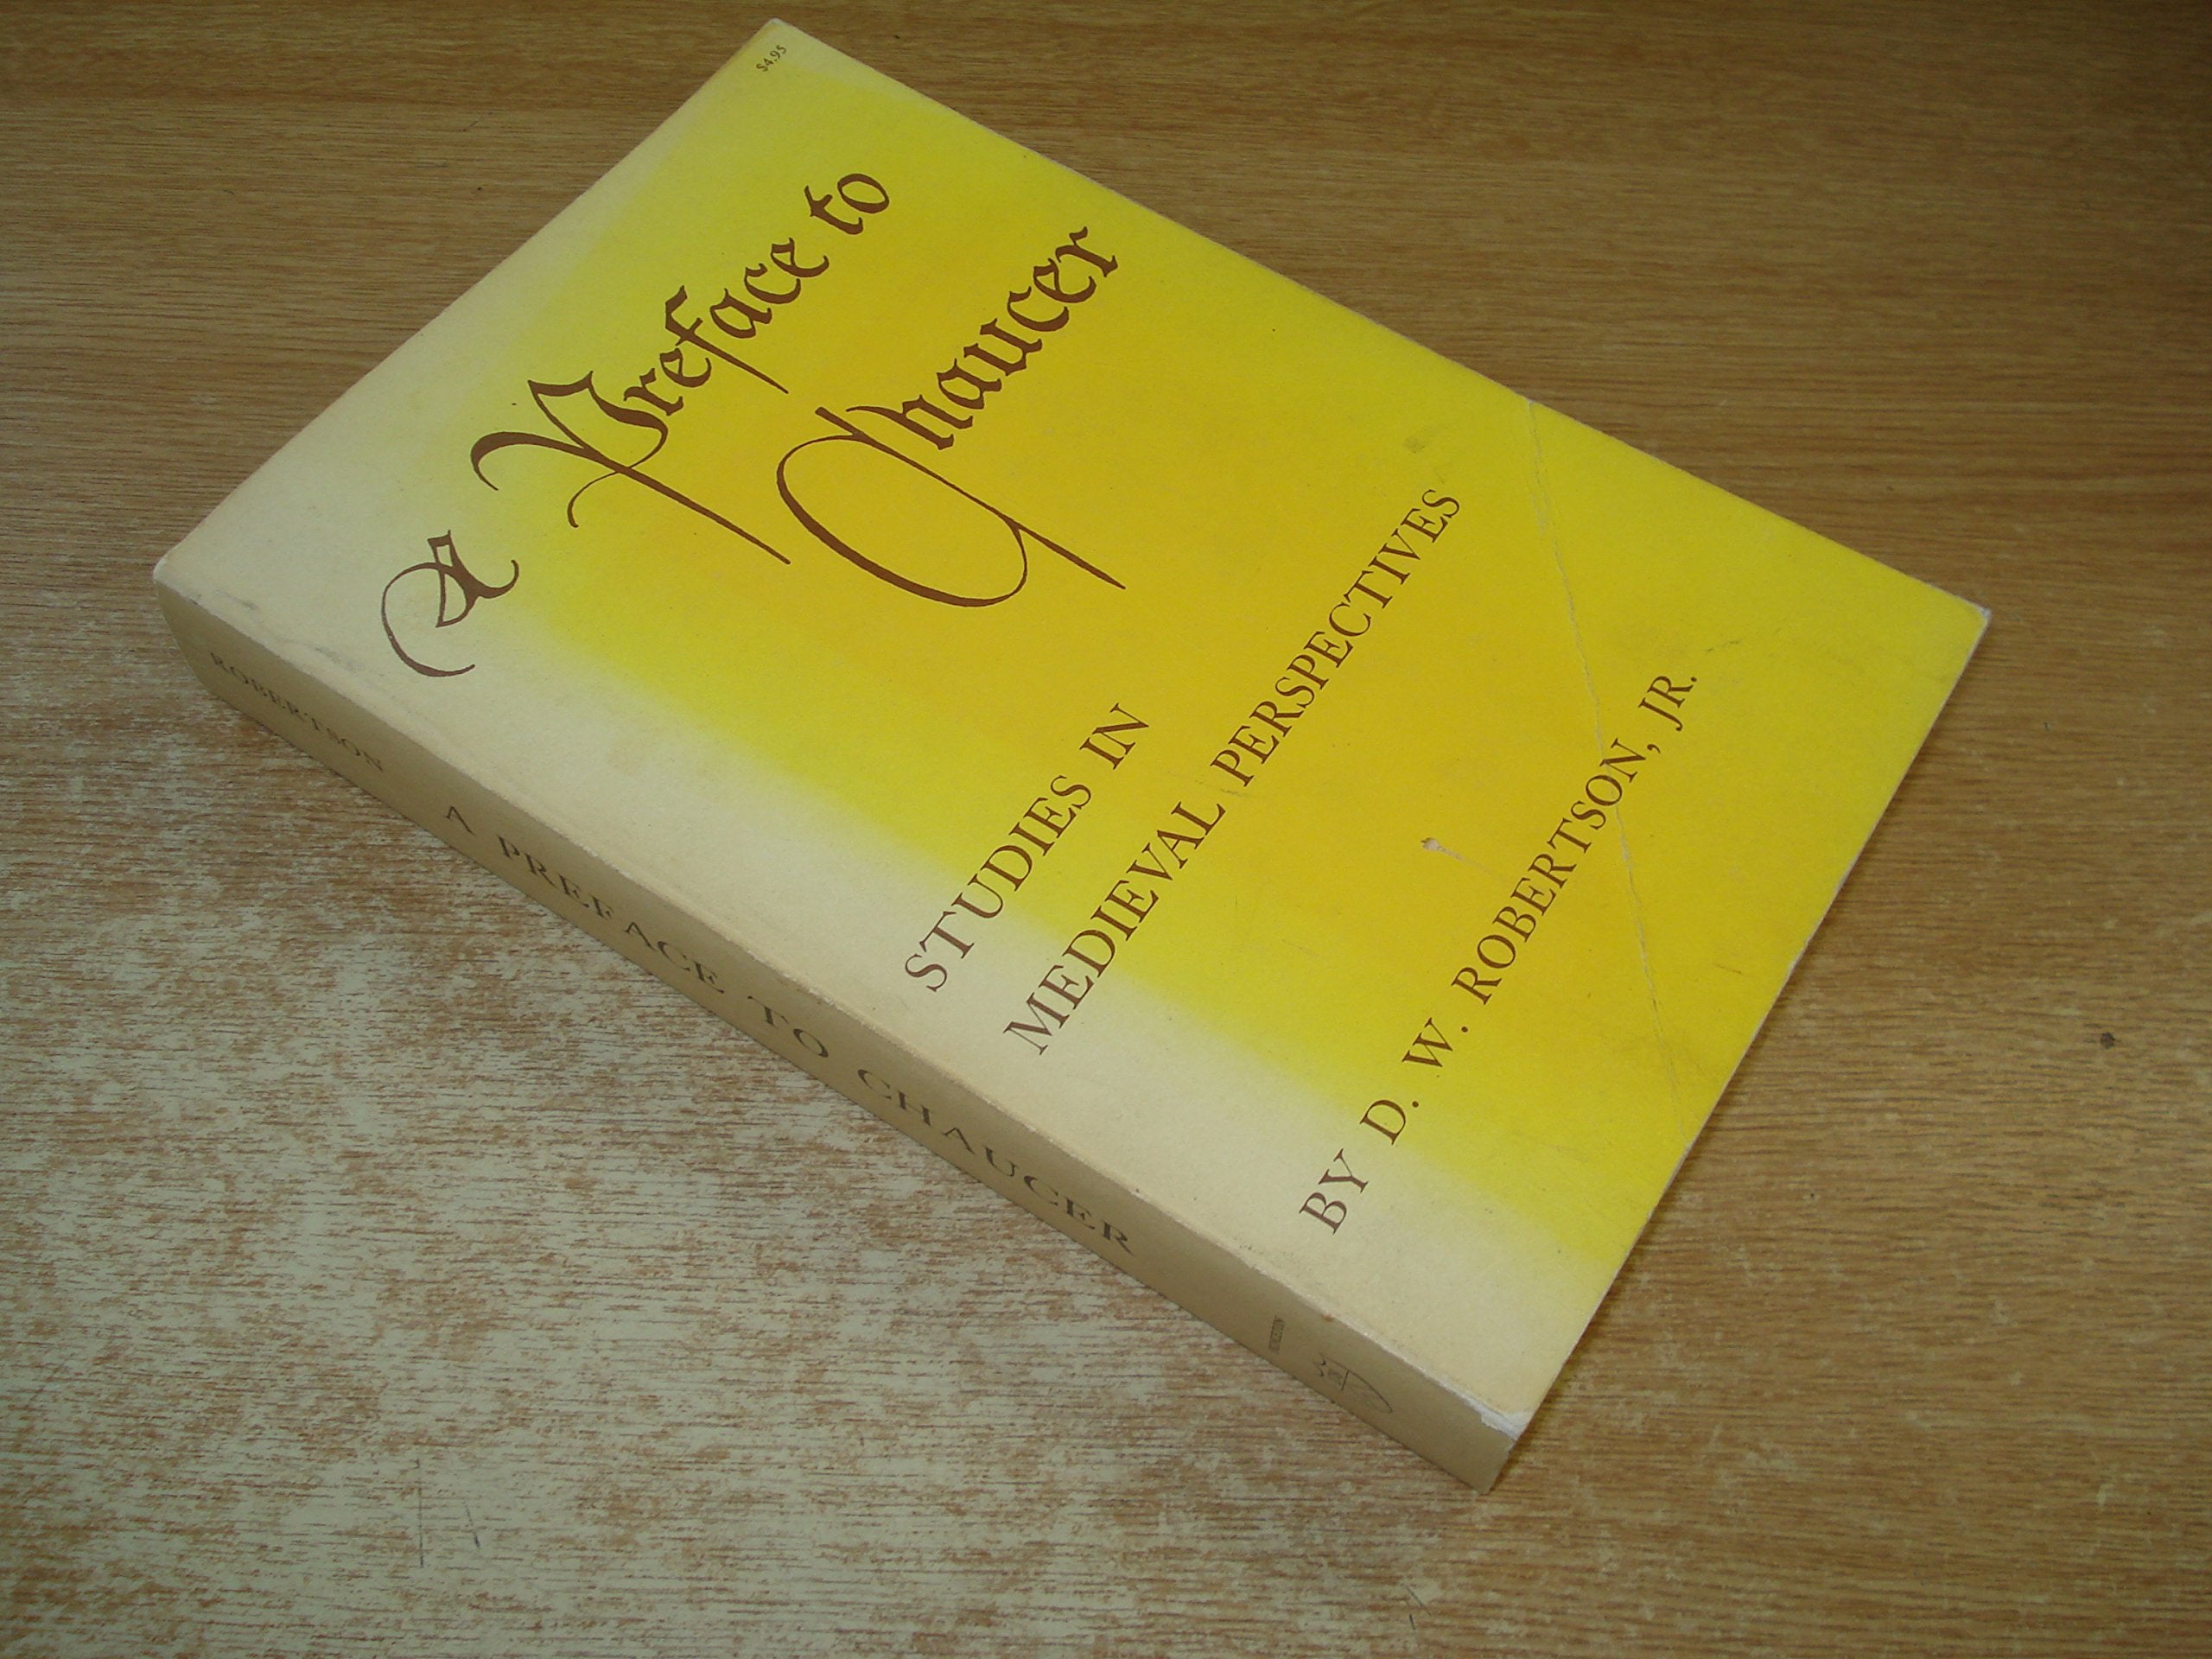 $4.95
a Preface to
Chaucer
STUDIES IN
MEDIEVAL PERSPECTIVES
BY D. W. ROBERTSON, JR.
ROBERTSON A PREFACE TO CHAUCER